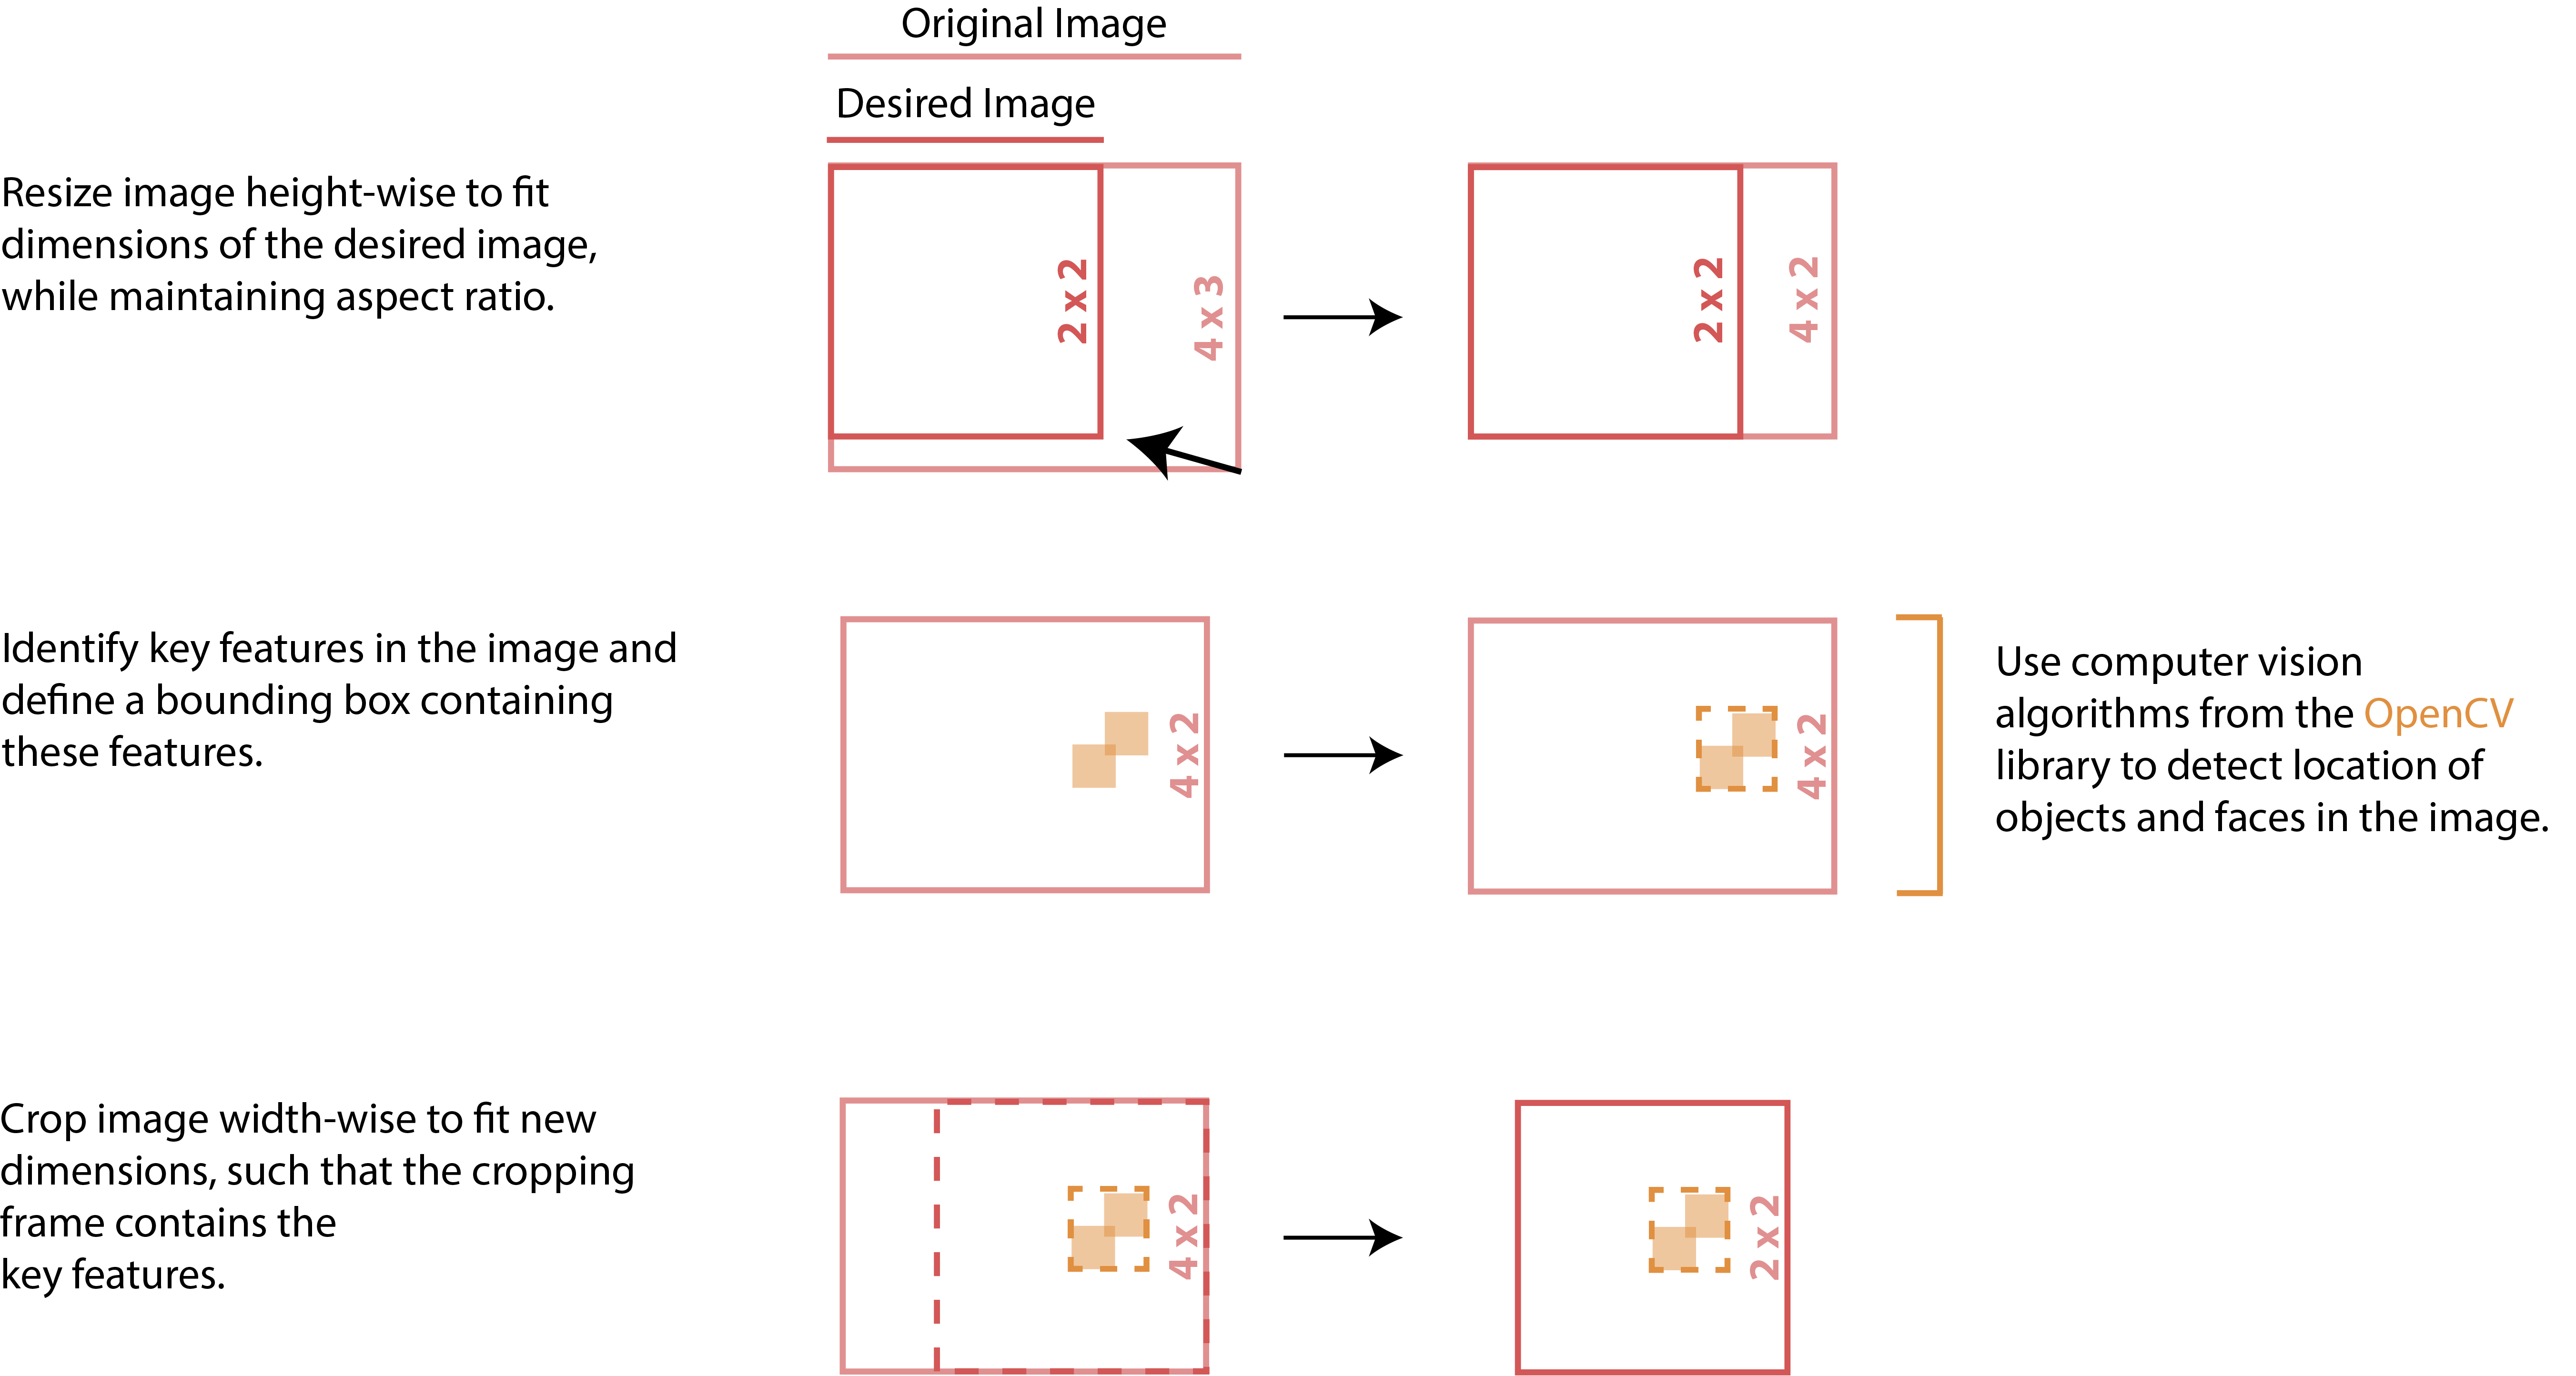 Original Image
Desired Image
Resize image height-wise to fit
dimensions of the desired image,
while maintaining aspect ratio.
2 x 2
4 x 3
2 x 2
4 x 2
Identify key features in the image and
define a bounding box containing
these features.
4 x 2
4 x 2
Use computer vision
algorithms from the OpenCV
library to detect location of
objects and faces in the image.
Crop image width-wise to fit new
dimensions, such that the cropping
frame contains the
key features.
4 x 2
2 x 2